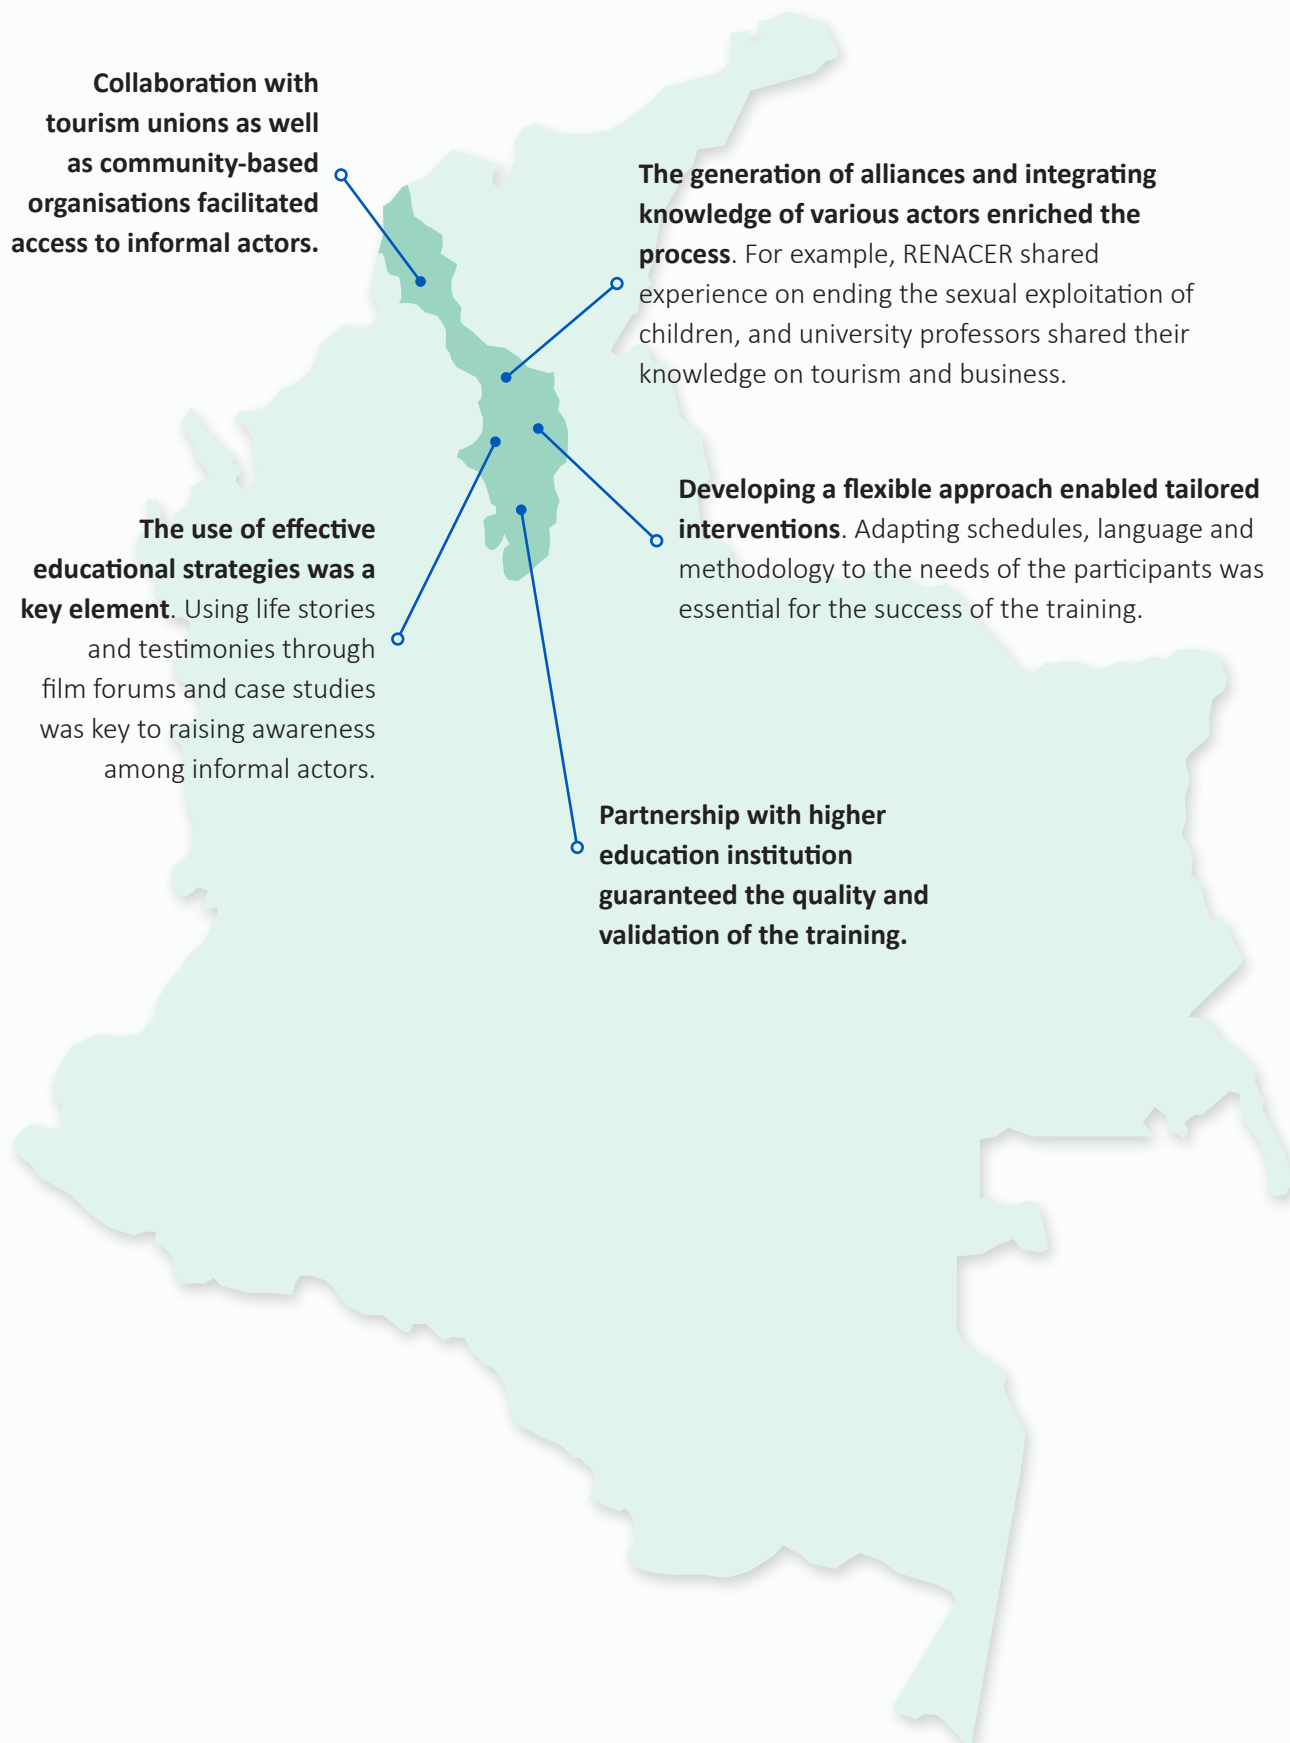 Collaboration with
tourism unions as well
as community-based
organisations facilitated
access to informal actors.
The generation of alliances and integrating
knowledge of various actors enriched the
process. For example, RENACER shared
experience on ending the sexual exploitation of
children, and university professors shared their
knowledge on tourism and business.
Developing a flexible approach enabled tailored
interventions. Adapting schedules, language and
methodology to the needs of the participants was
essential for the success of the training.
The use of effective
educational strategies was a
key element. Using life stories
and testimonies through
film forums and case studies
was key to raising awareness
among informal actors.
Partnership with higher
education institution
guaranteed the quality and
validation of the training.